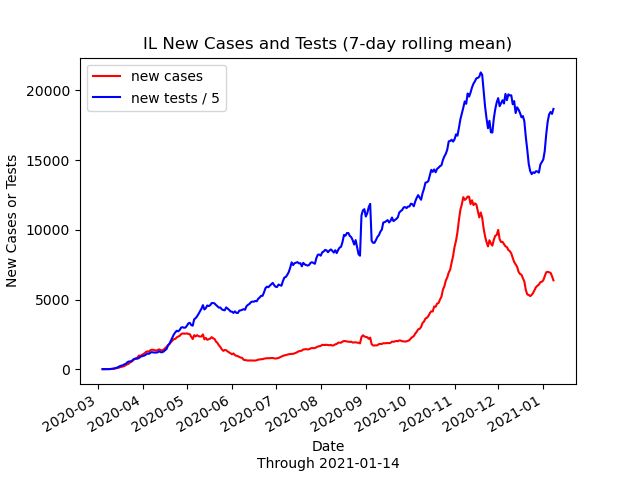 IL New Cases and Tests (7-day rolling mean)
new cases
new tests / 5
New Cases or Tests
20000
15000
10000
5000
0
2020-03
2020-04
2020-05
2020-06
2020-07
2020-08
2020-09
2020-10
2020-11
2020-12
2021-01
Date
Through 2021-01-14